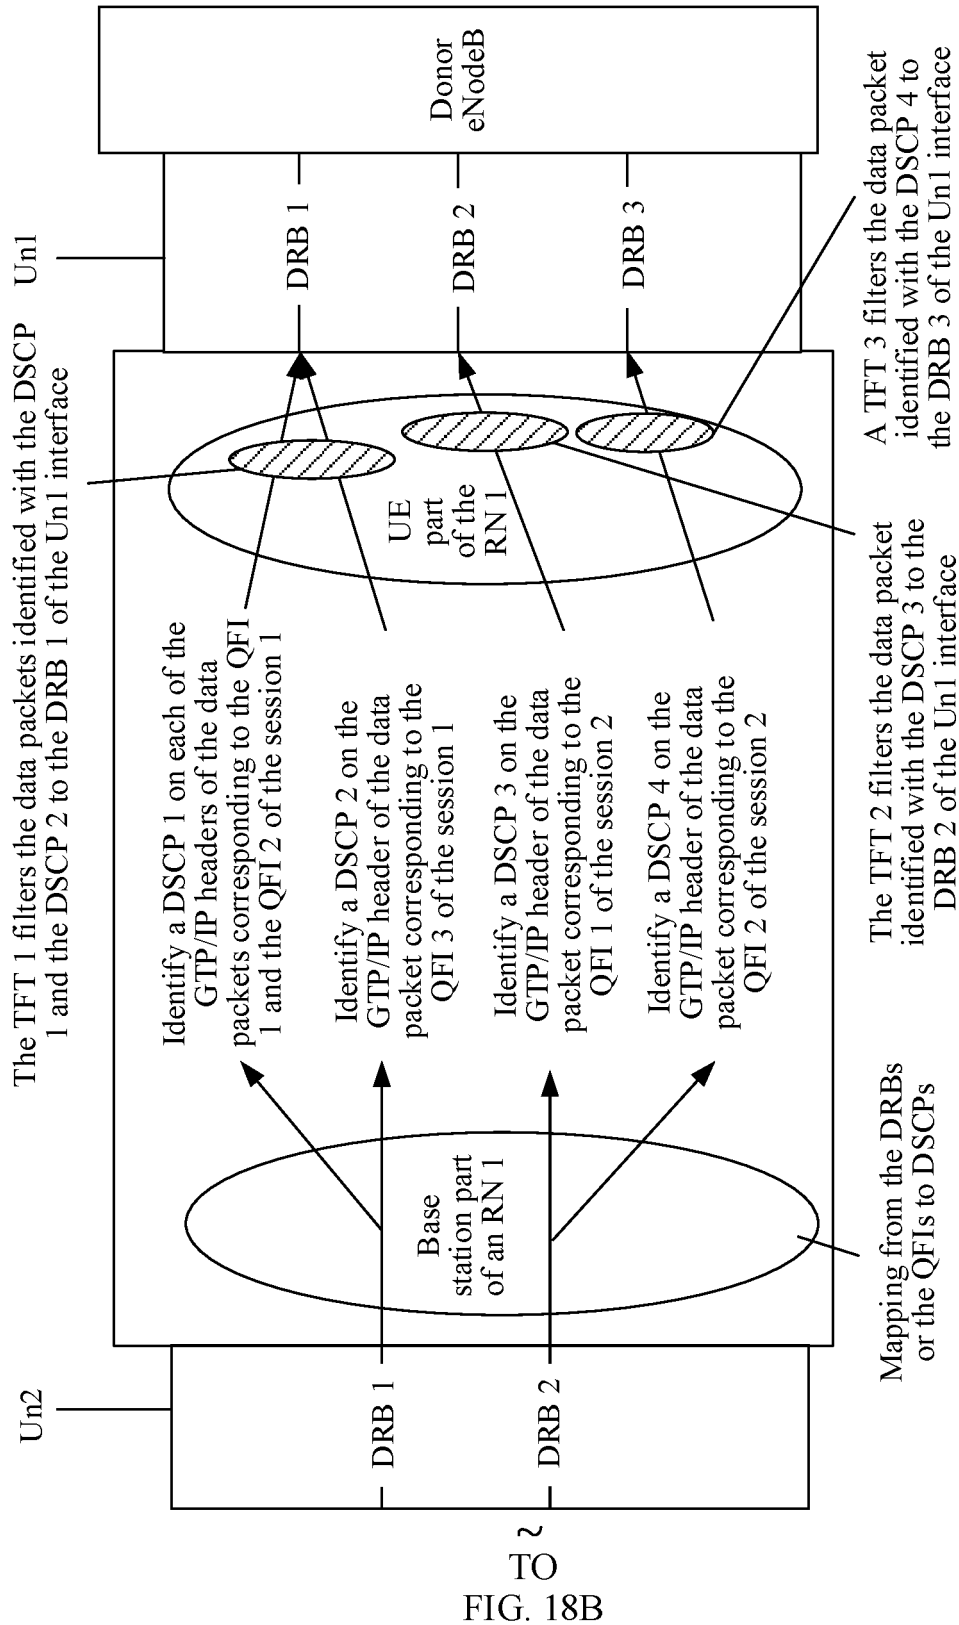 The TFT 1 filters the data packets identified with the DSCP
1 and the DSCP 2 to the DRB 1 of the Un1 interface
Un2
Un1
DRB 1
DRB 2
Base
station part
of an RN 1
Mapping from the DRBs
or the QFIs to DSCPs
Identify a DSCP 1 on each of the
GTP/IP headers of the data
packets corresponding to the QFI
1 and the QFI 2 of the session 1
Identify a DSCP 2 on the
GTP/IP header of the data
packet corresponding to the
QFI 3 of the session 1
Identify a DSCP 3 on the
GTP/IP header of the data
packet corresponding to the
QFI 1 of the session 2
Identify a DSCP 4 on the
GTP/IP header of the data
packet corresponding to the
QFI 2 of the session 2
UE
part
of the
RN 1
The TFT 2 filters the data packet
identified with the DSCP 3 to the
DRB 2 of the Un1 interface
A TFT 3 filters the data packet
identified with the DSCP 4 to
the DRB 3 of the Un1 interface
DRB 1
DRB 2
DRB 3
Donor
eNodeB
~
TO
FIG. 18B